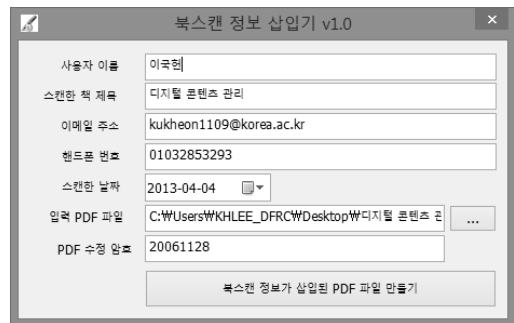 북스캔 정보 삽입기 v1.0
사용자 이름 이국헌
스캔한 책 제목 디지털 콘텐츠 관리
이메일 주소 kukheon1109@korea.ac.kr
핸드폰 번호 01032853293
스캔한 날짜 2013-04-04
입력 PDF 파일 C:₩Users₩KHLEE_DFRC₩Desktop₩디지털 콘텐츠 관 ...
PDF 수정 암호 20061128
북스캔 정보가 삽입된 PDF 파일 만들기